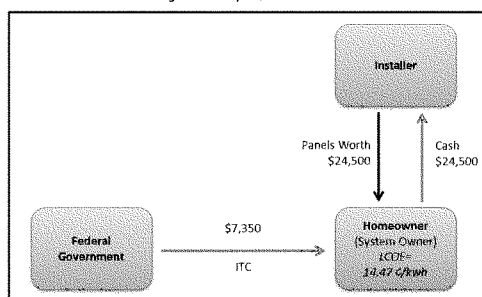 Installer
Panels Worth
$24,500
Cash
$24,500
Federal
Government
$7,350
ITC
Homeowner
(System Owner)
LCOE=
14.47 ¢/kwh